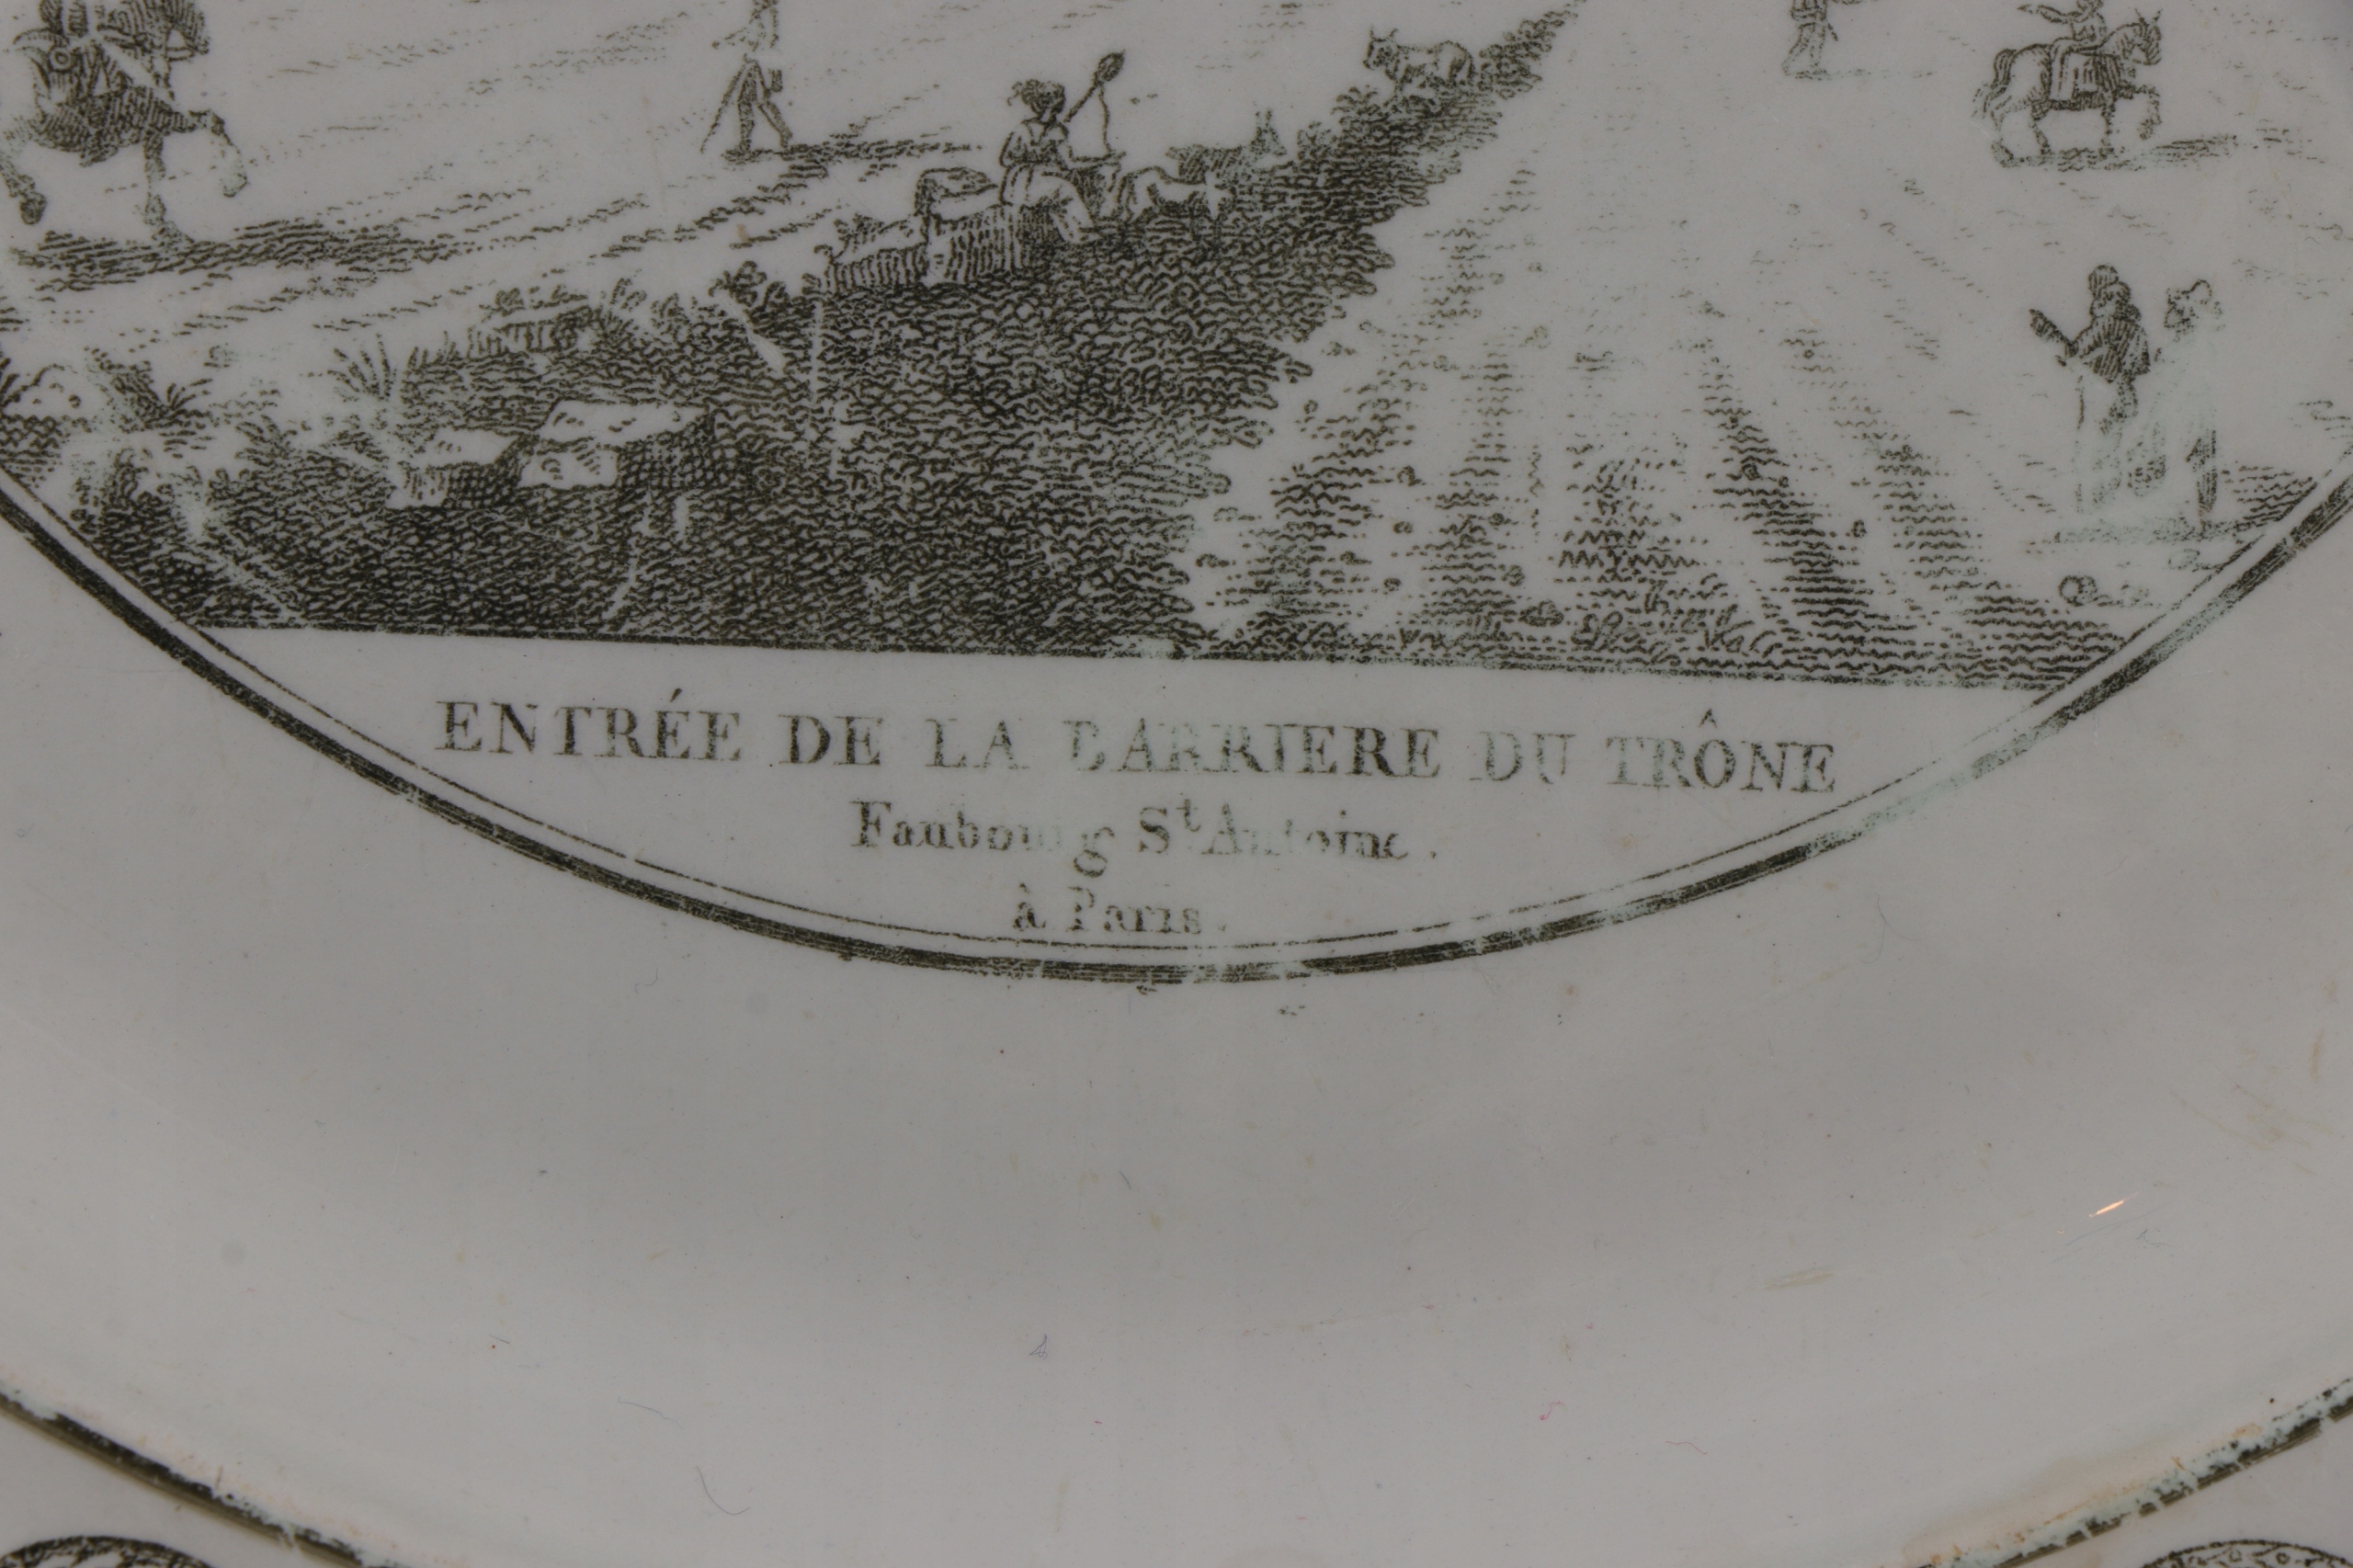 ENTRÉE DE LA BARRIERE DU TRÔNE
Faubourg St Antoine.
à Paris.